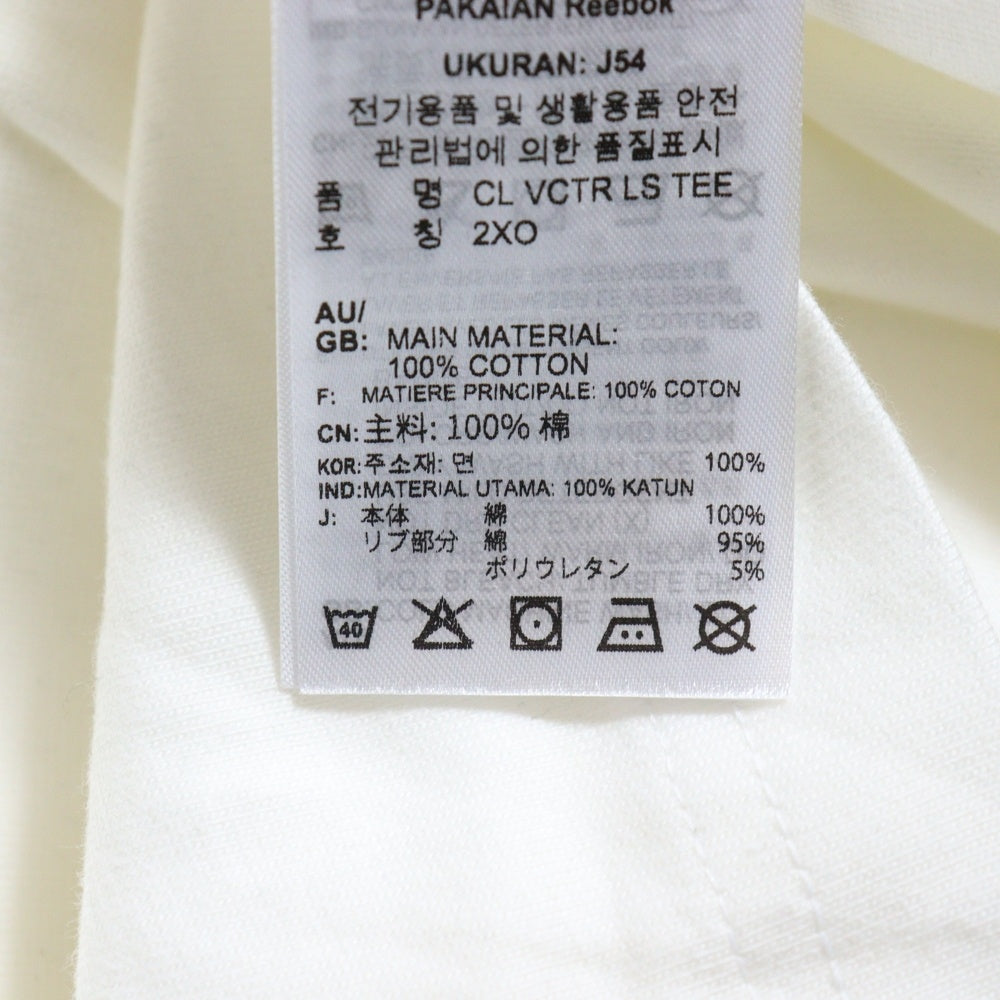 PAKAIAN Reebok
UKURAN: J54
전기용품 및 생활용품 안전
관리법에 의한 품질표시
품 명 CL VCTR LS TEE
호 칭 2XO
AU/
GB: MAIN MATERIAL:
100% COTTON
F: MATIERE PRINCIPALE: 100% COTON
CN: 主料: 100% 棉
KOR: 주소재: 면 100%
IND: MATERIAL UTAMA: 100% KATUN
J: 本体 綿 100%
リブ部分 綿 95%
ポリウレタン 5%
40